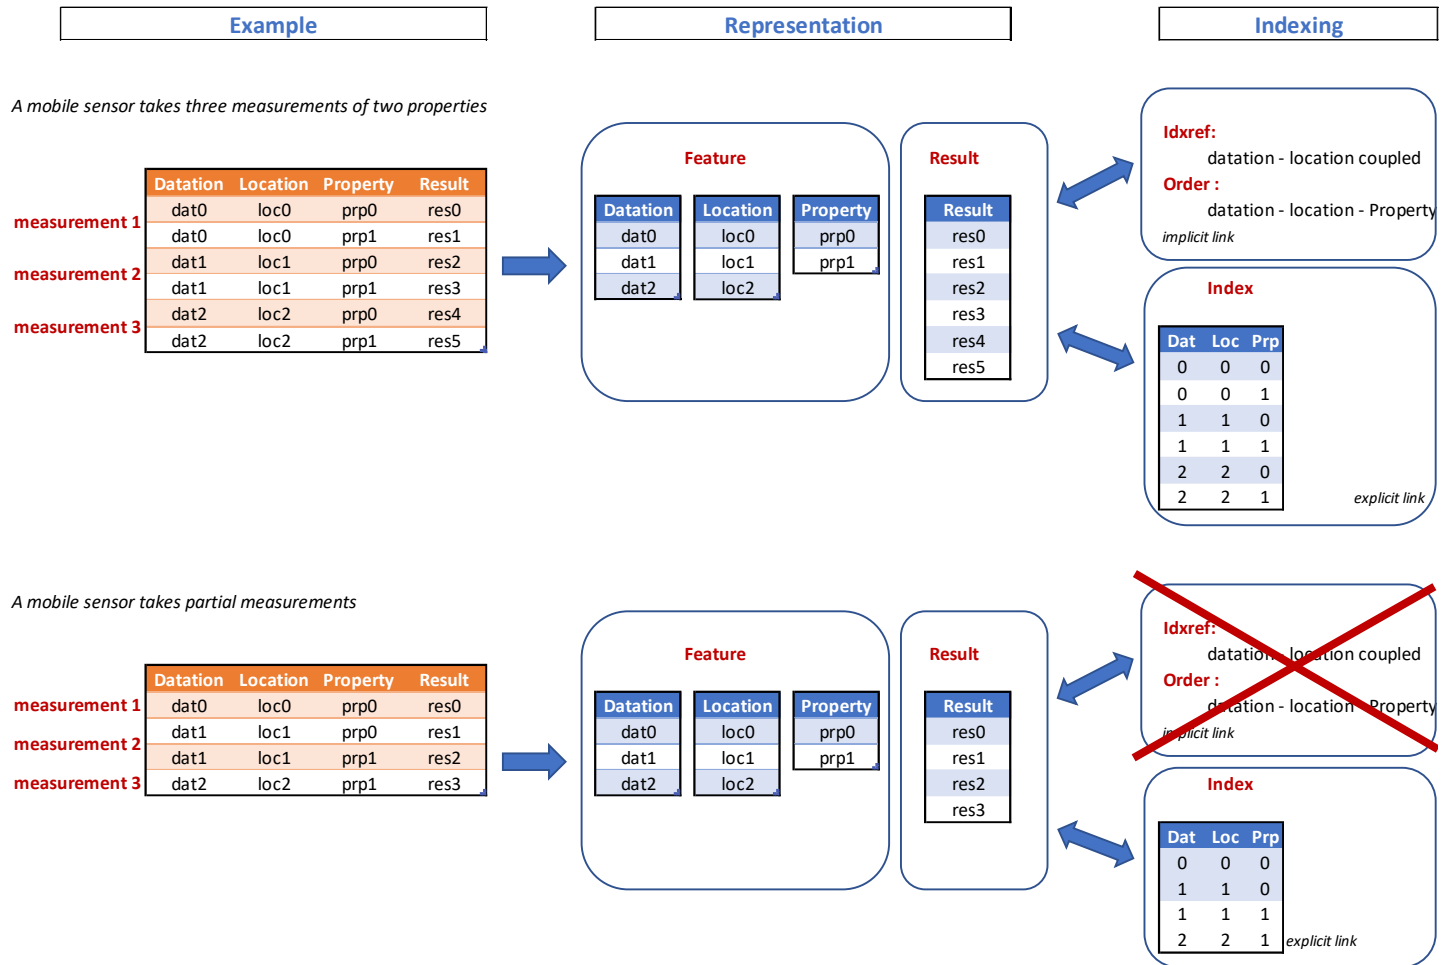 Example
Representation
Indexing
A mobile sensor takes three measurements of two properties
Datation Location Property Result
measurement 1
dat0 loc0 prp0 res0
dat0 loc0 prp1 res1
measurement 2
dat1 loc1 prp0 res2
dat1 loc1 prp1 res3
measurement 3
dat2 loc2 prp0 res4
dat2 loc2 prp1 res5
Feature
Datation
dat0
dat1
dat2
Location
loc0
loc1
loc2
Property
prp0
prp1
Result
Result
res0
res1
res2
res3
res4
res5
Idxref:
datation - location coupled
Order :
datation - location - Property
implicit link
Index
Dat Loc Prp
0 0 0
0 0 1
1 1 0
1 1 1
2 2 0
2 2 1
explicit link
A mobile sensor takes partial measurements
Datation Location Property Result
measurement 1
dat0 loc0 prp0 res0
measurement 2
dat1 loc1 prp0 res1
dat1 loc1 prp1 res2
measurement 3
dat2 loc2 prp1 res3
Feature
Datation
dat0
dat1
dat2
Location
loc0
loc1
loc2
Property
prp0
prp1
Result
Result
res0
res1
res2
res3
Idxref:
datation - location coupled
Order :
datation - location - Property
implicit link
Index
Dat Loc Prp
0 0 0
1 1 0
1 1 1
2 2 1
explicit link